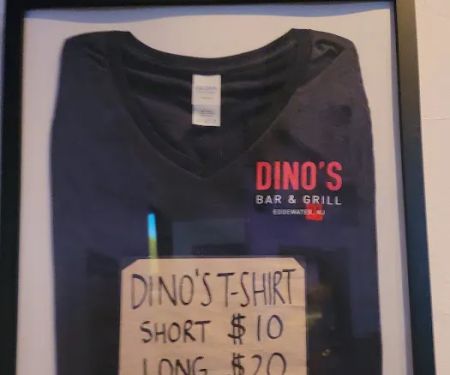 DINO'S
BAR & GRILL
EDGEWATER, NJ
DINO'S T-SHIRT
SHORT $10
LONG $20